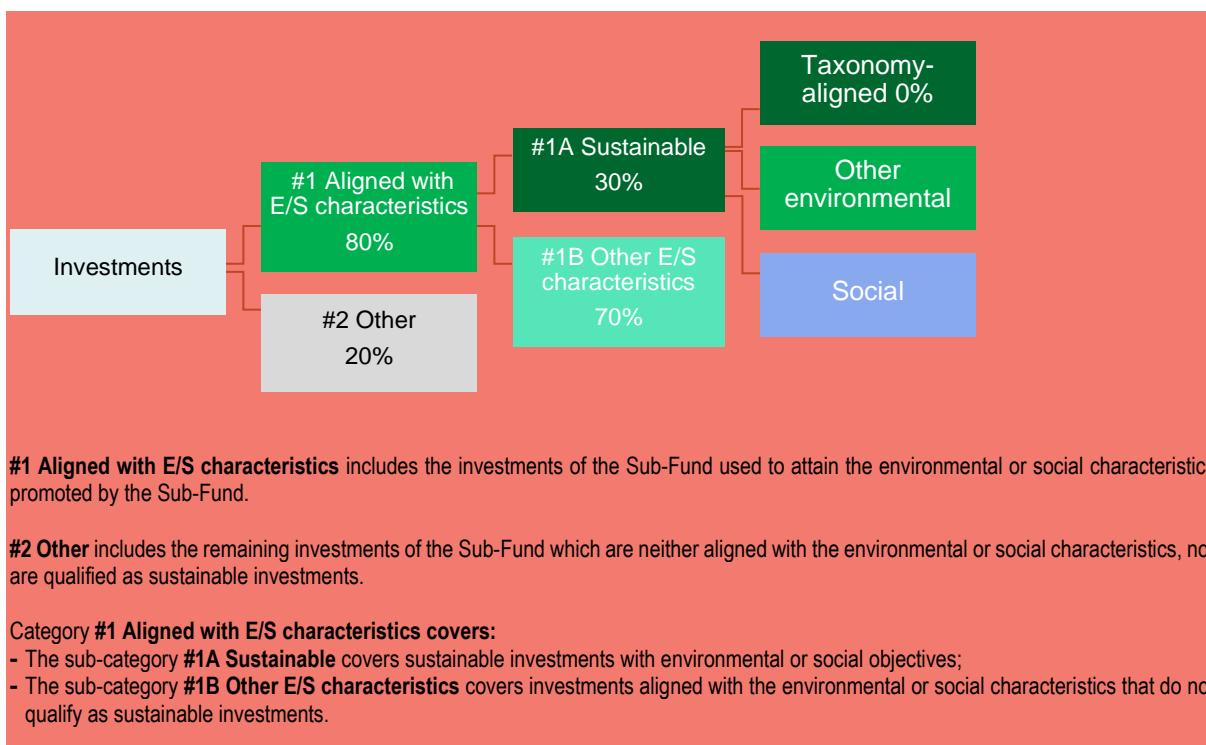 Taxonomy-
aligned 0%
#1A Sustainable
30%
#1 Aligned with
E/S characteristics
80%
Other
environmental
Investments
#1B Other E/S
characteristics
70%
Social
#2 Other
20%
#1 Aligned with E/S characteristics includes the investments of the Sub-Fund used to attain the environmental or social characteristic
promoted by the Sub-Fund.
#2 Other includes the remaining investments of the Sub-Fund which are neither aligned with the environmental or social characteristics, no
are qualified as sustainable investments.
Category #1 Aligned with E/S characteristics covers:
- The sub-category #1A Sustainable covers sustainable investments with environmental or social objectives;
- The sub-category #1B Other E/S characteristics covers investments aligned with the environmental or social characteristics that do no
qualify as sustainable investments.